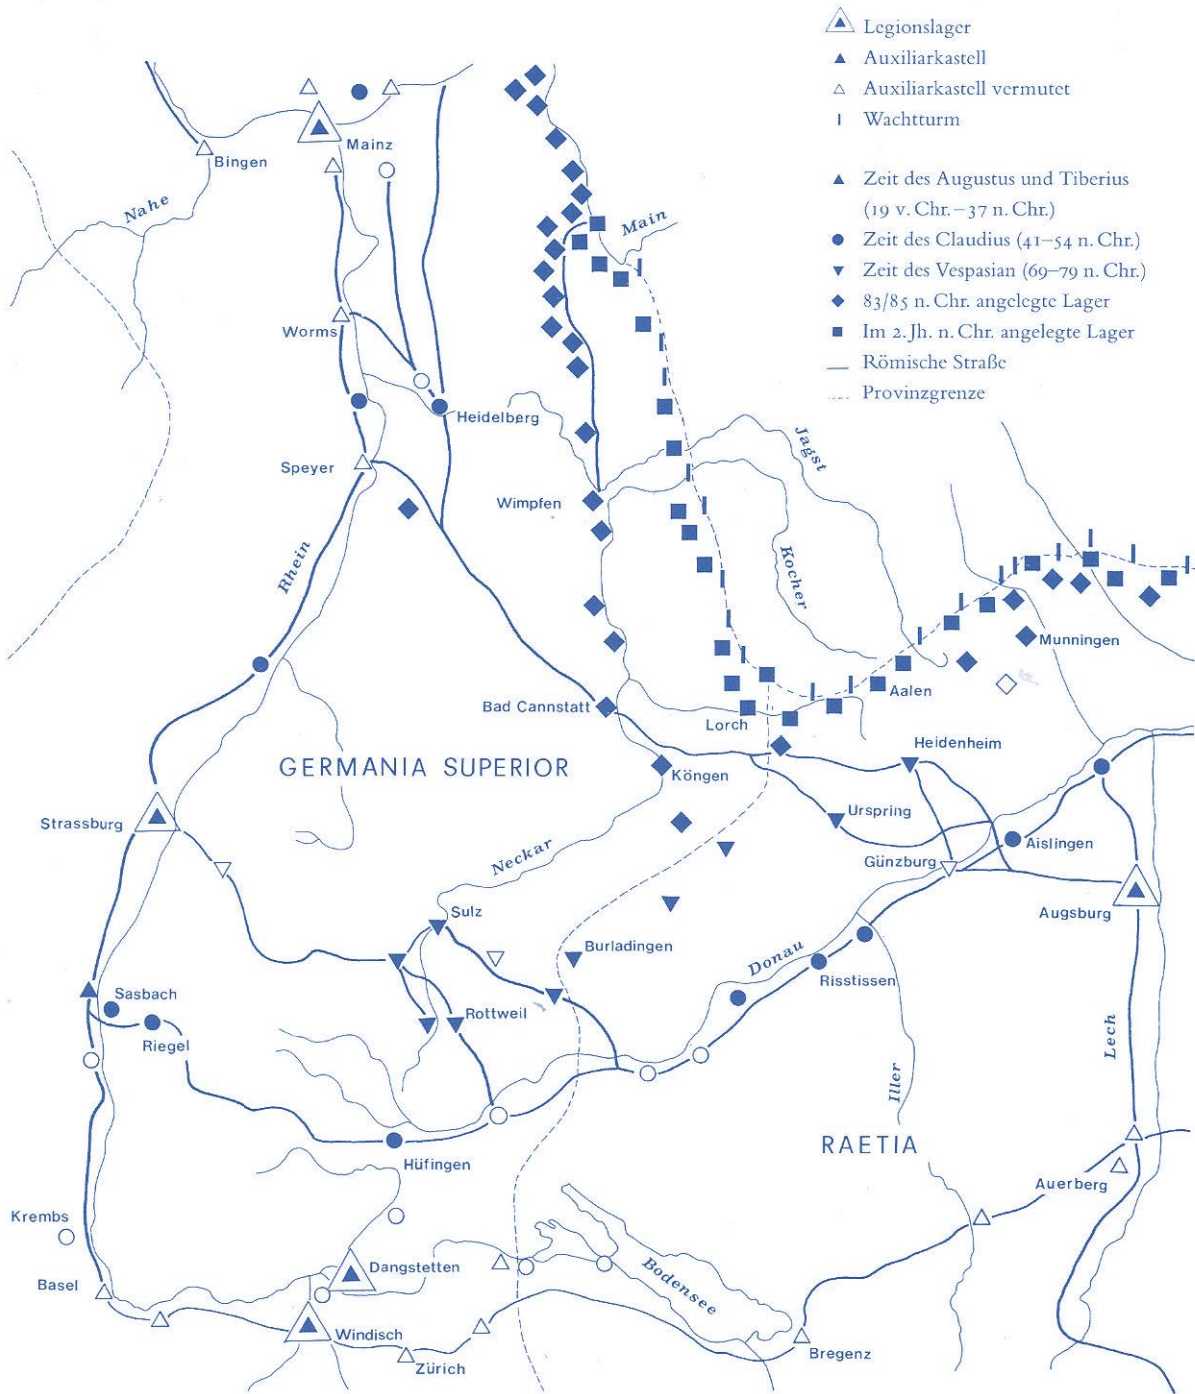 Legionslager
Auxiliarkastell
Auxiliarkastell vermutet
Wachtturm
Zeit des Augustus und Tiberius
(19 v. Chr.–37 n. Chr.)
Zeit des Claudius (41–54 n. Chr.)
Zeit des Vespasian (69–79 n. Chr.)
83/85 n. Chr. angelegte Lager
Im 2. Jh. n. Chr. angelegte Lager
Römische Straße
Provinzgrenze
Mainz
Bingen
Nahe
Main
Worms
Heidelberg
Jagst
Speyer
Wimpfen
Rhein
Kocher
Munningen
Aalen
Bad Cannstatt
Lorch
Heidenheim
GERMANIA SUPERIOR
Köngen
Strassburg
Urspring
Aislingen
Neckar
Günzburg
Augsburg
Sulz
Burladingen
Donau
Risstissen
Sasbach
Rottweil
Riegel
Lech
Iller
RAETIA
Hüfingen
Auerberg
Krembs
Dangstetten
Basel
Bodensee
Windisch
Zürich
Bregenz